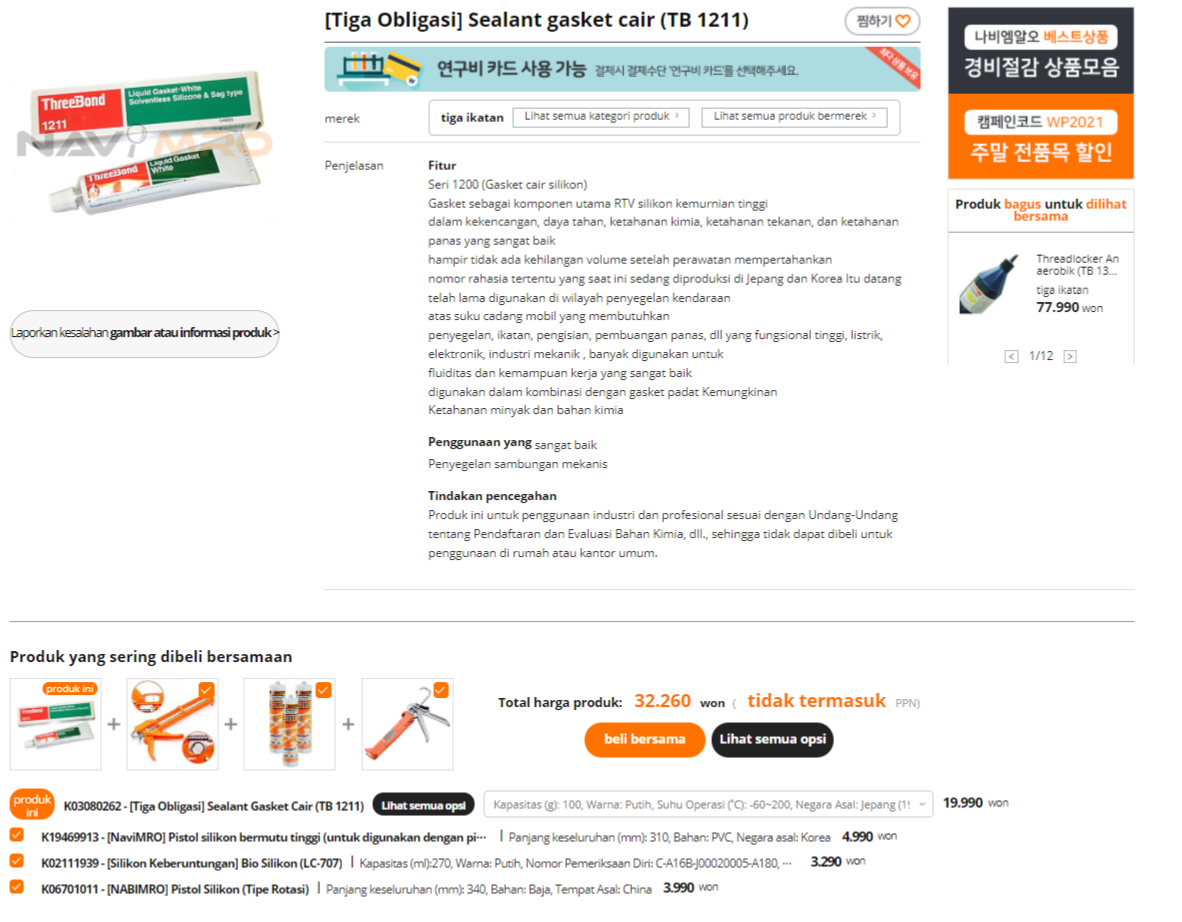 [Tiga Obligasi] Sealant gasket cair (TB 1211)
찜하기
연구비 카드 사용 가능 결제시 결제수단 '연구비 카드'를 선택해주세요.
최다 상품 보유
merek
tiga ikatan
Lihat semua kategori produk >
Lihat semua produk bermerek >
Penjelasan
Fitur
Seri 1200 (Gasket cair silikon)
Gasket sebagai komponen utama RTV silikon kemurnian tinggi
dalam kekencangan, daya tahan, ketahanan kimia, ketahanan tekanan, dan ketahanan
panas yang sangat baik
hampir tidak ada kehilangan volume setelah perawatan mempertahankan
nomor rahasia tertentu yang saat ini sedang diproduksi di Jepang dan Korea Itu datang
telah lama digunakan di wilayah penyegelan kendaraan
atas suku cadang mobil yang membutuhkan
penyegelan, ikatan, pengisian, pembuangan panas, dll yang fungsional tinggi, listrik,
elektronik, industri mekanik , banyak digunakan untuk
fluiditas dan kemampuan kerja yang sangat baik
digunakan dalam kombinasi dengan gasket padat Kemungkinan
Ketahanan minyak dan bahan kimia
Penggunaan yang sangat baik
Penyegelan sambungan mekanis
Tindakan pencegahan
Produk ini untuk penggunaan industri dan profesional sesuai dengan Undang-Undang
tentang Pendaftaran dan Evaluasi Bahan Kimia, dll., sehingga tidak dapat dibeli untuk
penggunaan di rumah atau kantor umum.
ThreeBond
1211
Liquid Gasket-White
Solventless Silicone & Sag type
NAVIMRO
ThreeBond
Liquid Gasket
White
Laporkan kesalahan gambar atau informasi produk >
나비엠알오 베스트상품
경비절감 상품모음
캠페인코드 WP2021
주말 전품목 할인
Produk bagus untuk dilihat
bersama
Threadlocker An
aerobik (TB 13...
tiga ikatan
77.990 won
< 1/12 >
Produk yang sering dibeli bersamaan
produk ini
+
+
+
Total harga produk: 32.260 won ( tidak termasuk PPN)
beli bersama
Lihat semua opsi
produk
ini
K03080262 - [Tiga Obligasi] Sealant Gasket Cair (TB 1211)
Lihat semua opsi
Kapasitas (g): 100, Warna: Putih, Suhu Operasi (℃): -60~200, Negara Asal: Jepang (1
19.990 won
K19469913 - [NaviMRO] Pistol silikon bermutu tinggi (untuk digunakan dengan pi··· | Panjang keseluruhan (mm): 310, Bahan: PVC, Negara asal: Korea 4.990 won
K02111939 - [Silikon Keberuntungan] Bio Silikon (LC-707) | Kapasitas (ml):270, Warna: Putih, Nomor Pemeriksaan Diri: C-A16B-J00020005-A180, ··· 3.290 won
K06701011 - [NABIMRO] Pistol Silikon (Tipe Rotasi) | Panjang keseluruhan (mm): 340, Bahan: Baja, Tempat Asal: China 3.990 won